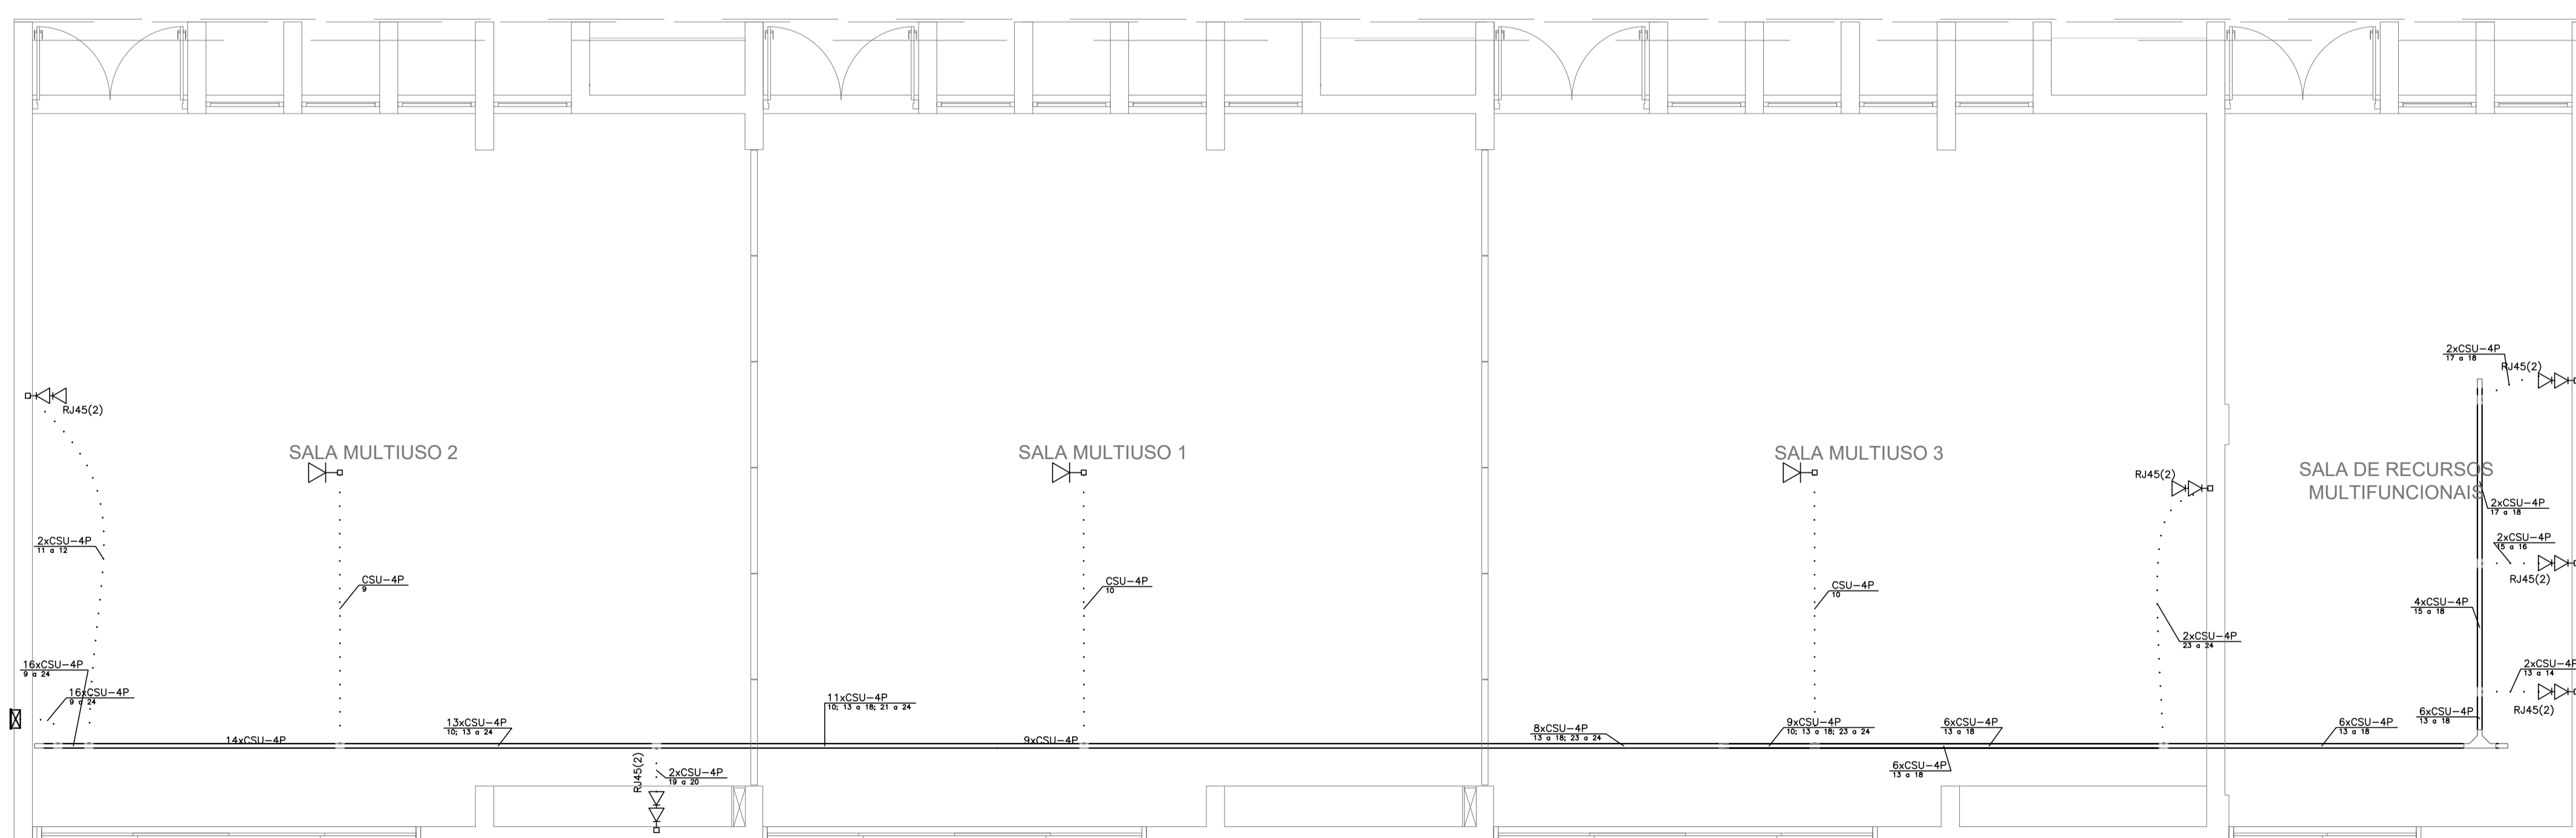 2xCSU-4P
17 a 18
RJ45(2)
RJ45(2)
SALA MULTIUSO 2
SALA MULTIUSO 1
SALA MULTIUSO 3
SALA DE RECURSOS
MULTIFUNCIONAIS
RJ45(2)
2xCSU-4P
17 a 18
2xCSU-4P
11 a 12
2xCSU-4P
15 a 16
RJ45(2)
CSU-4P
9
CSU-4P
10
CSU-4P
10
4xCSU-4P
15 a 18
2xCSU-4P
23 a 24
16xCSU-4P
9 a 24
2xCSU-4P
13 a 14
16xCSU-4P
9 a 24
11xCSU-4P
10; 13 a 18; 21 a 24
6xCSU-4P
13 a 18
RJ45(2)
13xCSU-4P
10; 13 a 24
8xCSU-4P
13 a 18; 23 a 24
9xCSU-4P
10; 13 a 18; 23 a 24
6xCSU-4P
13 a 18
6xCSU-4P
13 a 18
14xCSU-4P
9xCSU-4P
RJ45(2)
2xCSU-4P
19 a 20
6xCSU-4P
13 a 18